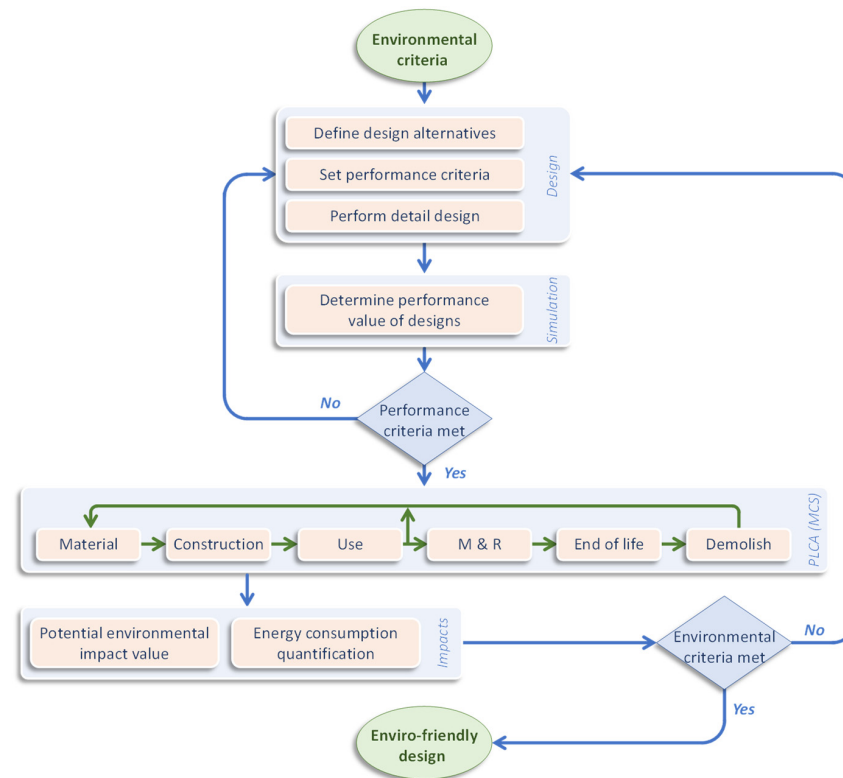 Environmental
criteria
Define design alternatives
Set performance criteria
Perform detail design
Design
Determine performance
value of designs
Simulation
No
Performance
criteria met
Yes
Material
Construction
Use
M & R
End of life
Demolish
PLCA (MCS)
Potential environmental
impact value
Energy consumption
quantification
Impacts
Environmental
criteria met
No
Yes
Enviro-friendly
design